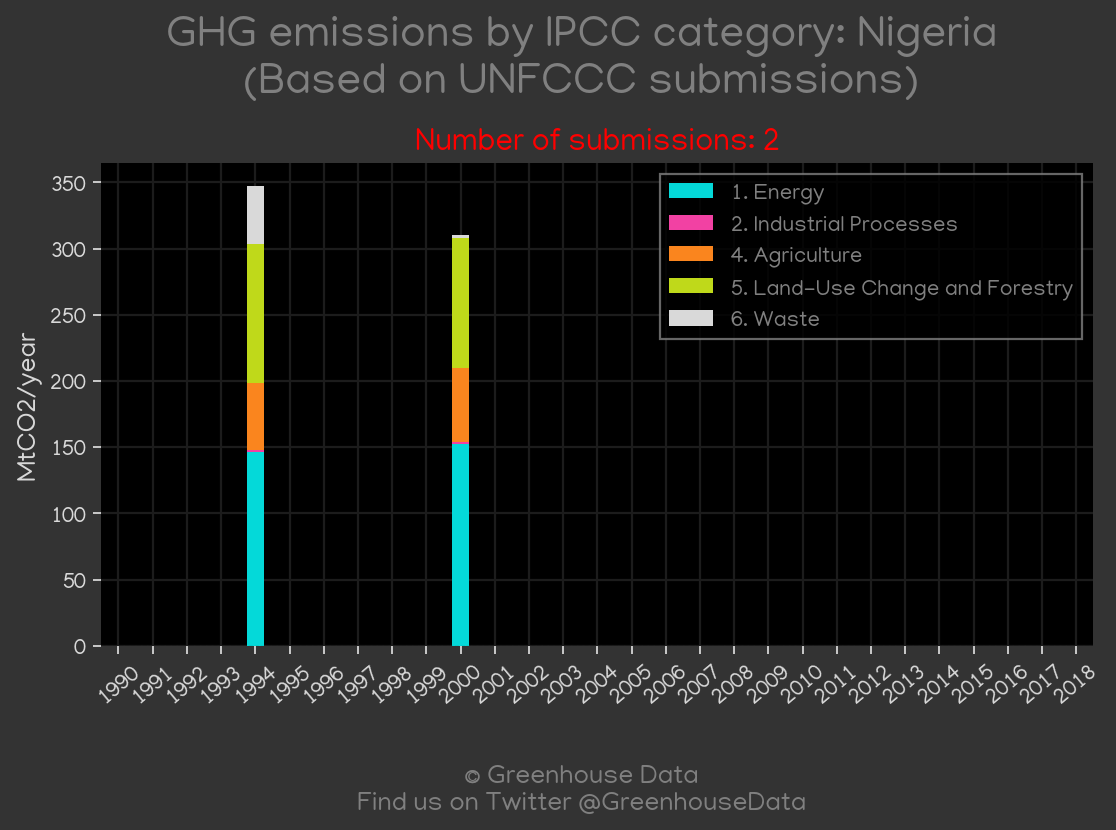 GHG emissions by IPCC category: Nigeria
(Based on UNFCCC submissions)
Number of submissions: 2
MtCO2/year
350
300
250
200
150
100
50
0
1. Energy
2. Industrial Processes
4. Agriculture
5. Land-Use Change and Forestry
6. Waste
1990 1991 1992 1993 1994 1995 1996 1997 1998 1999 2000 2001 2002 2003 2004 2005 2006 2007 2008 2009 2010 2011 2012 2013 2014 2015 2016 2017 2018
© Greenhouse Data
Find us on Twitter @GreenhouseData